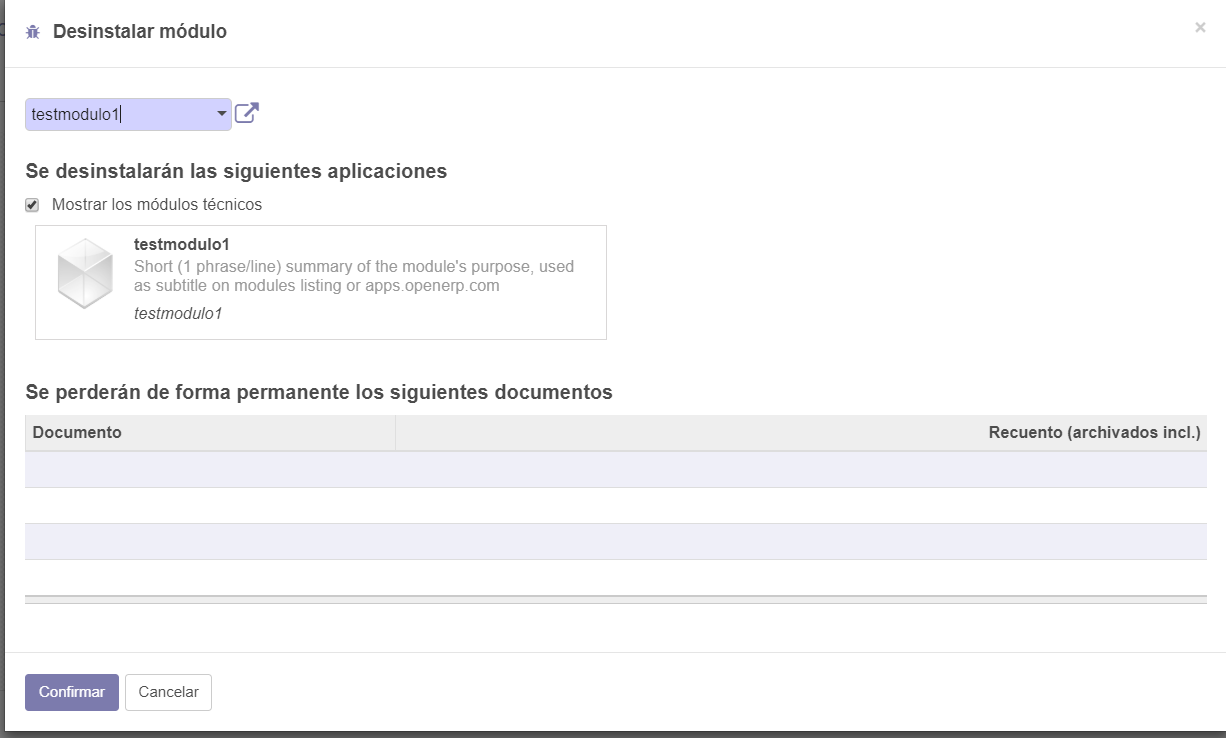 Desinstalar módulo
×
testmodulo1
Se desinstalarán las siguientes aplicaciones
Mostrar los módulos técnicos
testmodulo1
Short (1 phrase/line) summary of the module's purpose, used
as subtitle on modules listing or apps.openerp.com
testmodulo1
Se perderán de forma permanente los siguientes documentos
Documento Recuento (archivados incl.)
Confirmar Cancelar